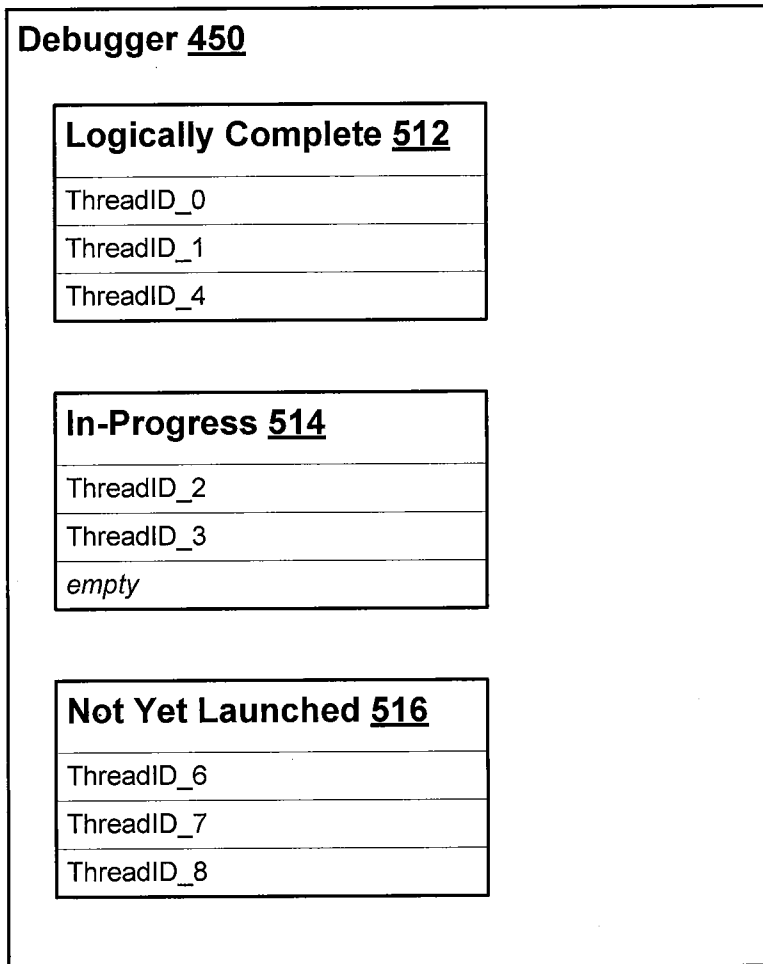 Debugger 450
Logically Complete 512
ThreadID_0
ThreadID_1
ThreadID_4
In-Progress 514
ThreadID_2
ThreadID_3
empty
Not Yet Launched 516
ThreadID_6
ThreadID_7
ThreadID_8